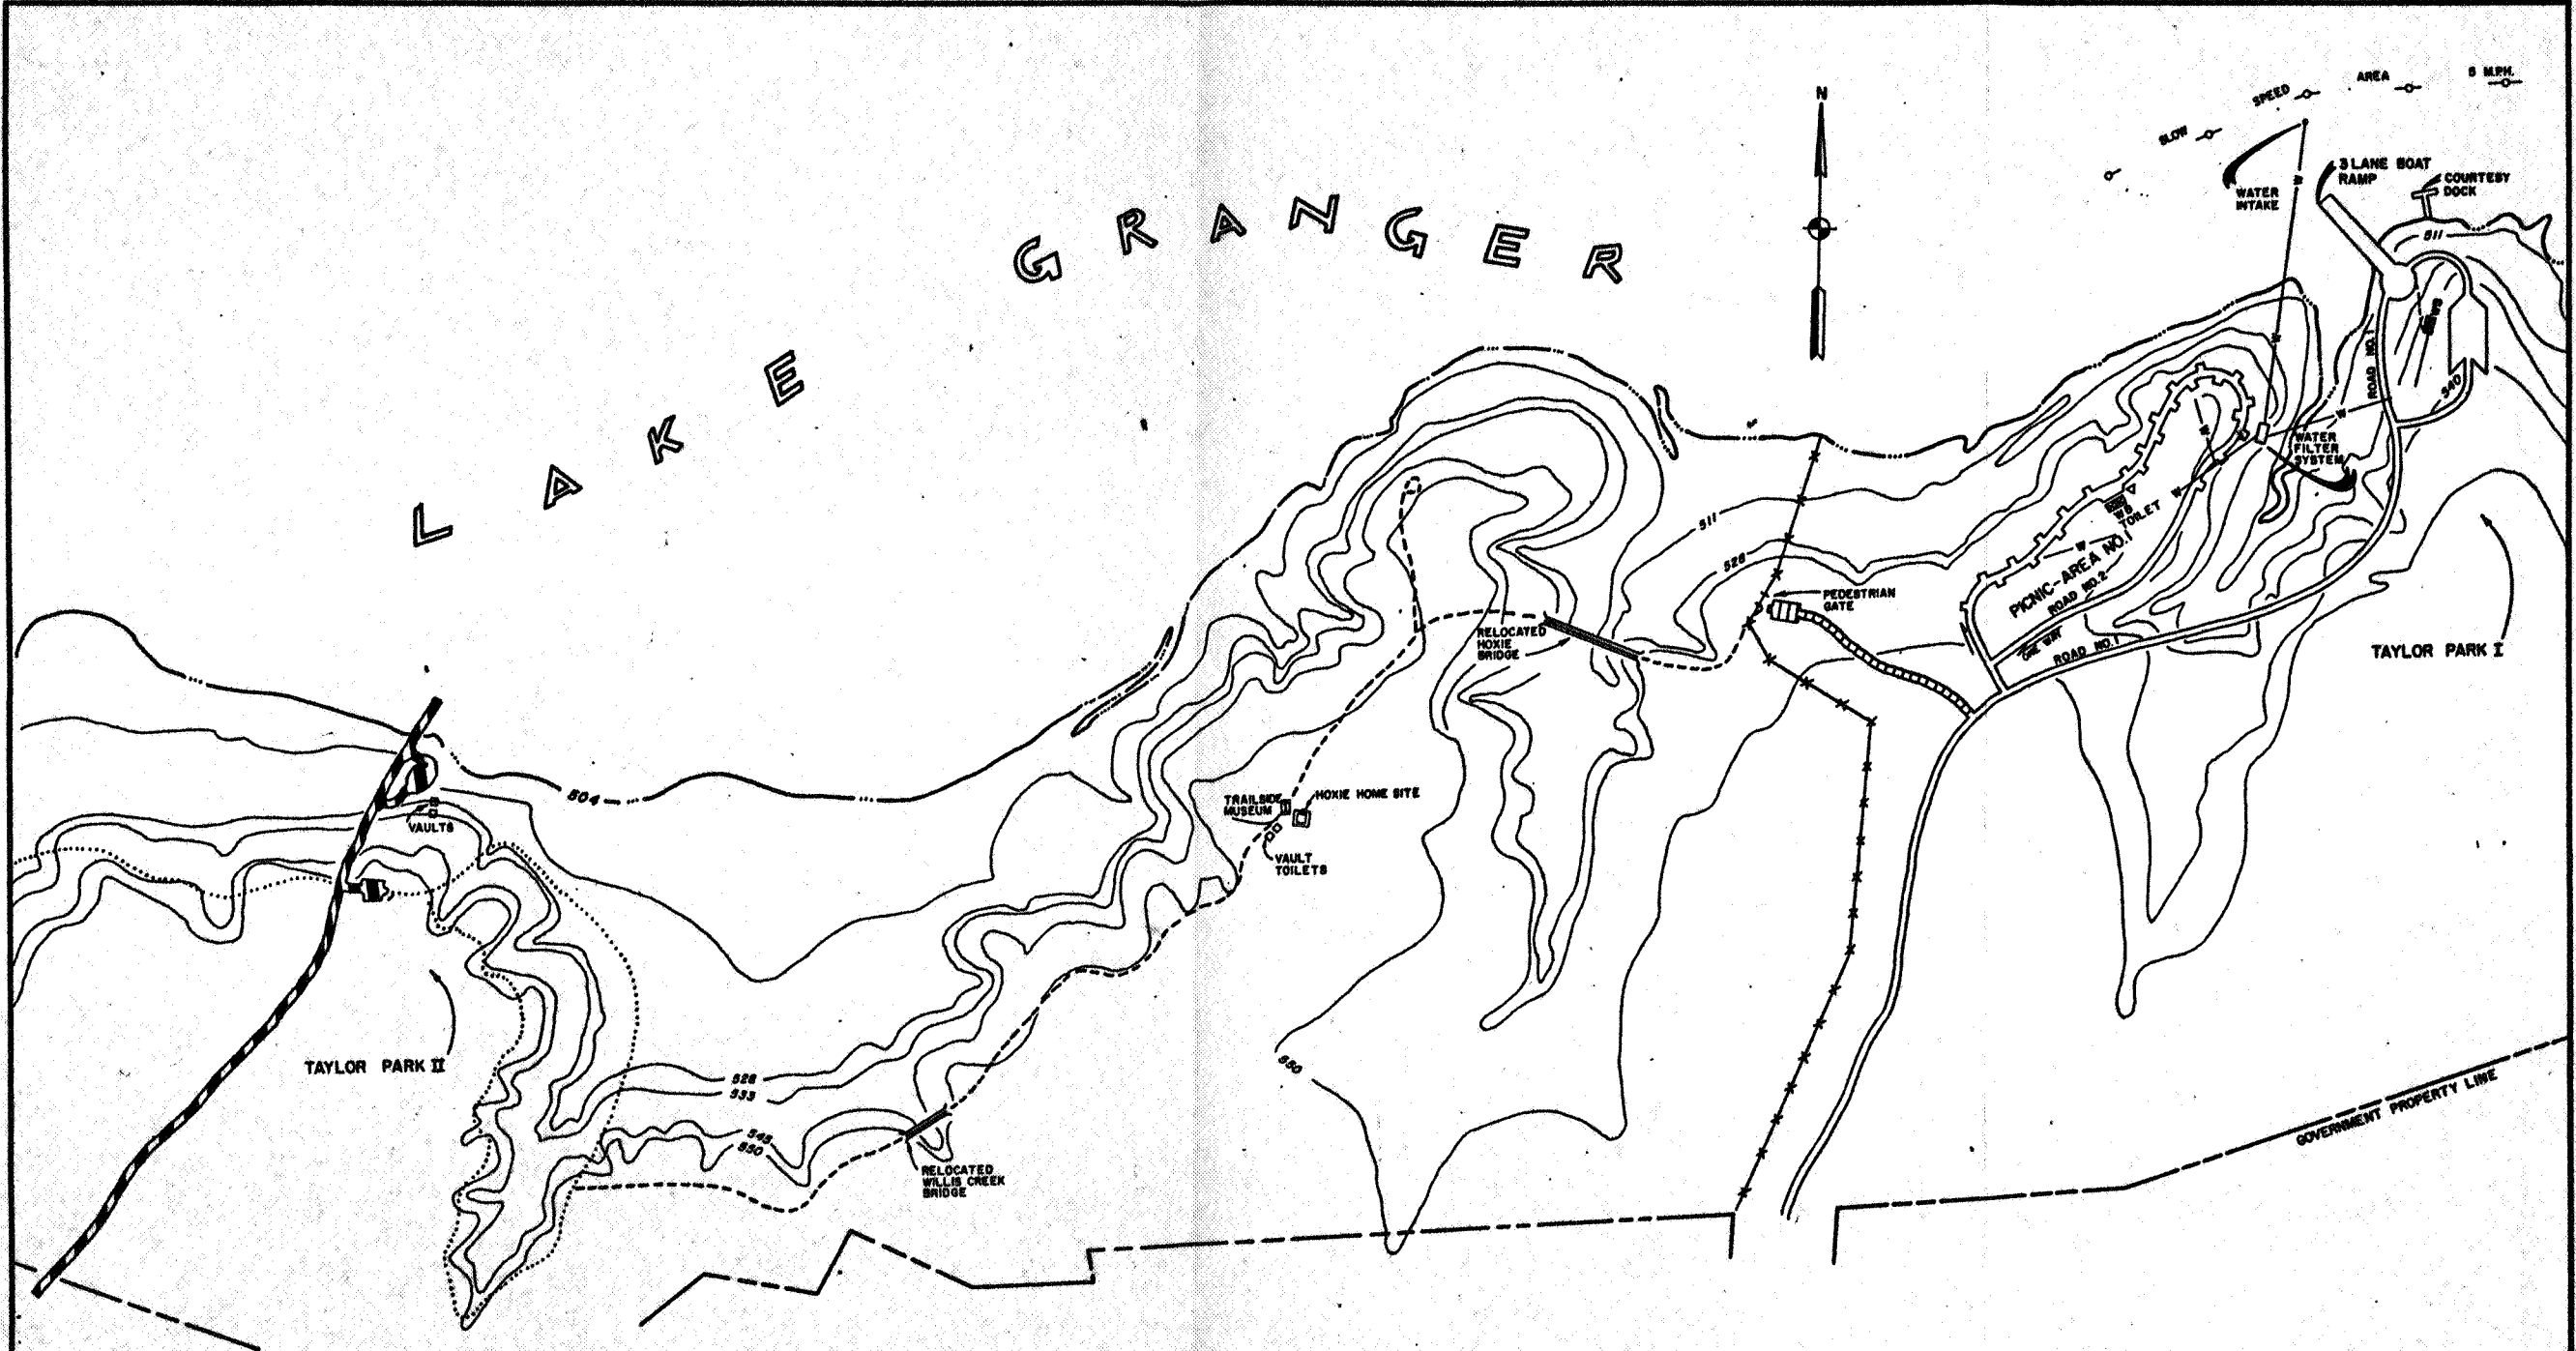 LAKE GRANGER
N
SLOW SPEED AREA 5 M.P.H.
WATER
INTAKE
3 LANE BOAT
RAMP
COURTESY
DOCK
511
ROAD NO. 1
540
W
W
W
W
W
W
WATER
FILTER
SYSTEM
WB
TOILET
PICNIC-AREA NO. 1
ROAD NO. 2
ONE WAY
ROAD NO. 1
TAYLOR PARK I
511
528
PEDESTRIAN
GATE
RELOCATED
HOXIE
BRIDGE
TRAILSIDE
MUSEUM
HOXIE HOME SITE
VAULT
TOILETS
504
VAULTS
TAYLOR PARK II
528
533
545
550
RELOCATED
WILLIS CREEK
BRIDGE
550
GOVERNMENT PROPERTY LINE